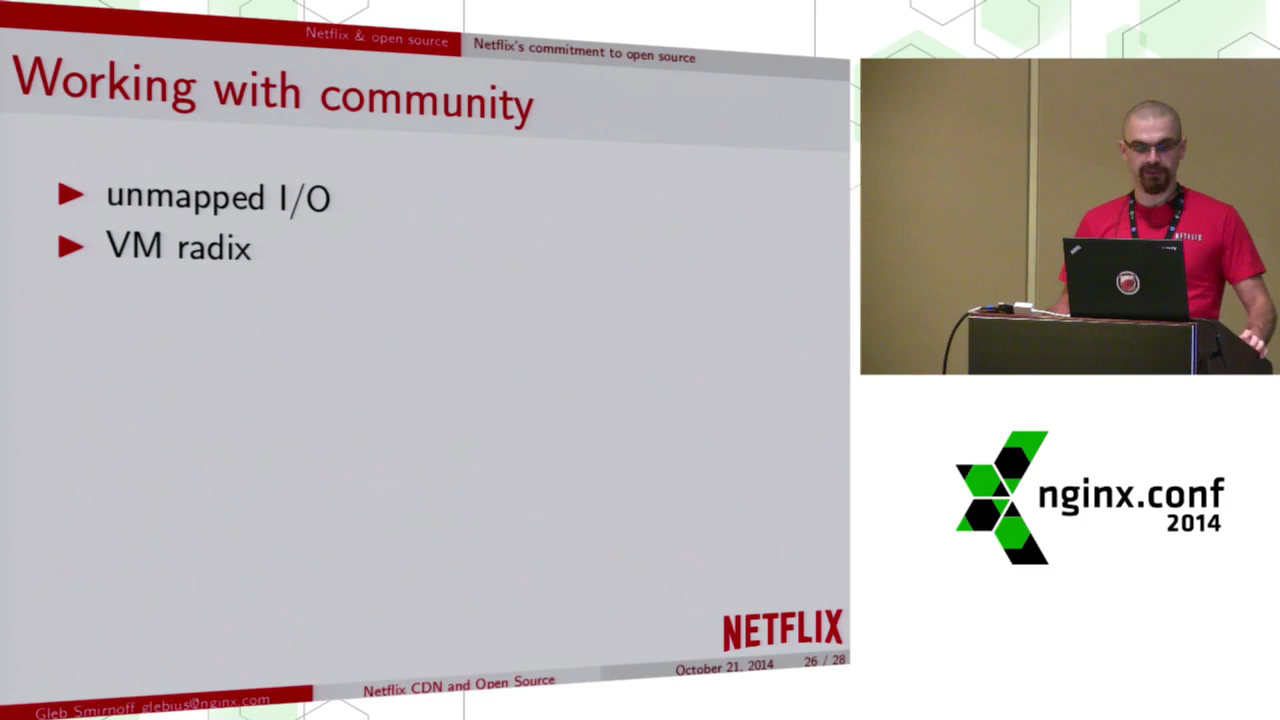 Netflix & open source
Netflix's commitment to open source
Working with community
unmapped I/O
VM radix
NETFLIX
October 21, 2014 26 / 28
Netflix CDN and Open Source
Gleb Smirnoff glebius@nginx.com
NETFLIX
nginx.conf
2014